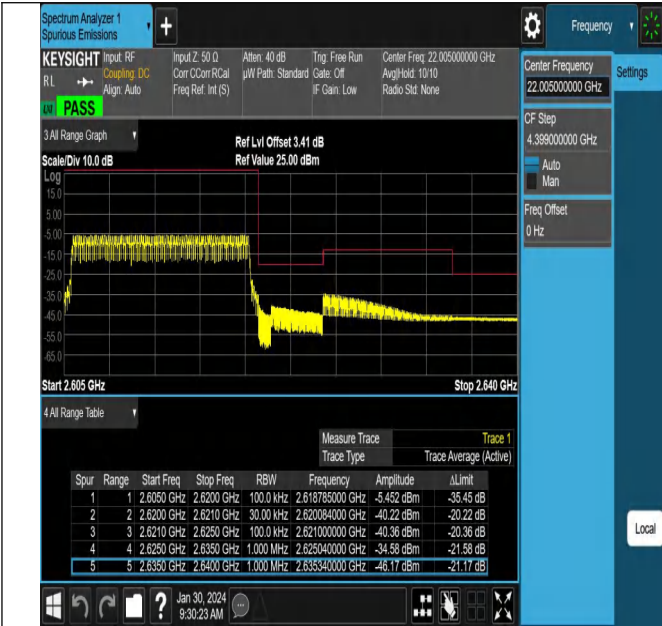 Spectrum Analyzer 1
Spurious Emissions
Frequency
KEYSIGHT
Input: RF
Coupling: DC
Align: Auto
Input Z: 50 Ω
Corr CCorr RCal
Freq Ref: Int (S)
Atten: 40 dB
µW Path: Standard
Trig: Free Run
Gate: Off
IF Gain: Low
Center Freq: 22.005000000 GHz
Avg|Hold: 10/10
Radio Std: None
RL
LXI
PASS
Center Frequency
22.005000000 GHz
Settings
CF Step
4.399000000 GHz
Auto
Man
Freq Offset
0 Hz
3 All Range Graph
Ref Lvl Offset 3.41 dB
Scale/Div 10.0 dB
Ref Value 25.00 dBm
Log
15.0
5.00
-5.00
-15.0
-25.0
-35.0
-45.0
-55.0
-65.0
Start 2.605 GHz
Stop 2.640 GHz
4 All Range Table
Measure Trace Trace 1
Trace Type Trace Average (Active)
Spur Range Start Freq Stop Freq RBW Frequency Amplitude ΔLimit
1 1 2.6050 GHz 2.6200 GHz 100.0 kHz 2.618785000 GHz -5.452 dBm -35.45 dB
2 2 2.6200 GHz 2.6210 GHz 30.00 kHz 2.620084000 GHz -40.22 dBm -20.22 dB
3 3 2.6210 GHz 2.6250 GHz 100.0 kHz 2.621000000 GHz -40.36 dBm -20.36 dB
4 4 2.6250 GHz 2.6350 GHz 1.000 MHz 2.625040000 GHz -34.58 dBm -21.58 dB
5 5 2.6350 GHz 2.6400 GHz 1.000 MHz 2.635340000 GHz -46.17 dBm -21.17 dB
Local
Jan 30, 2024
9:30:23 AM